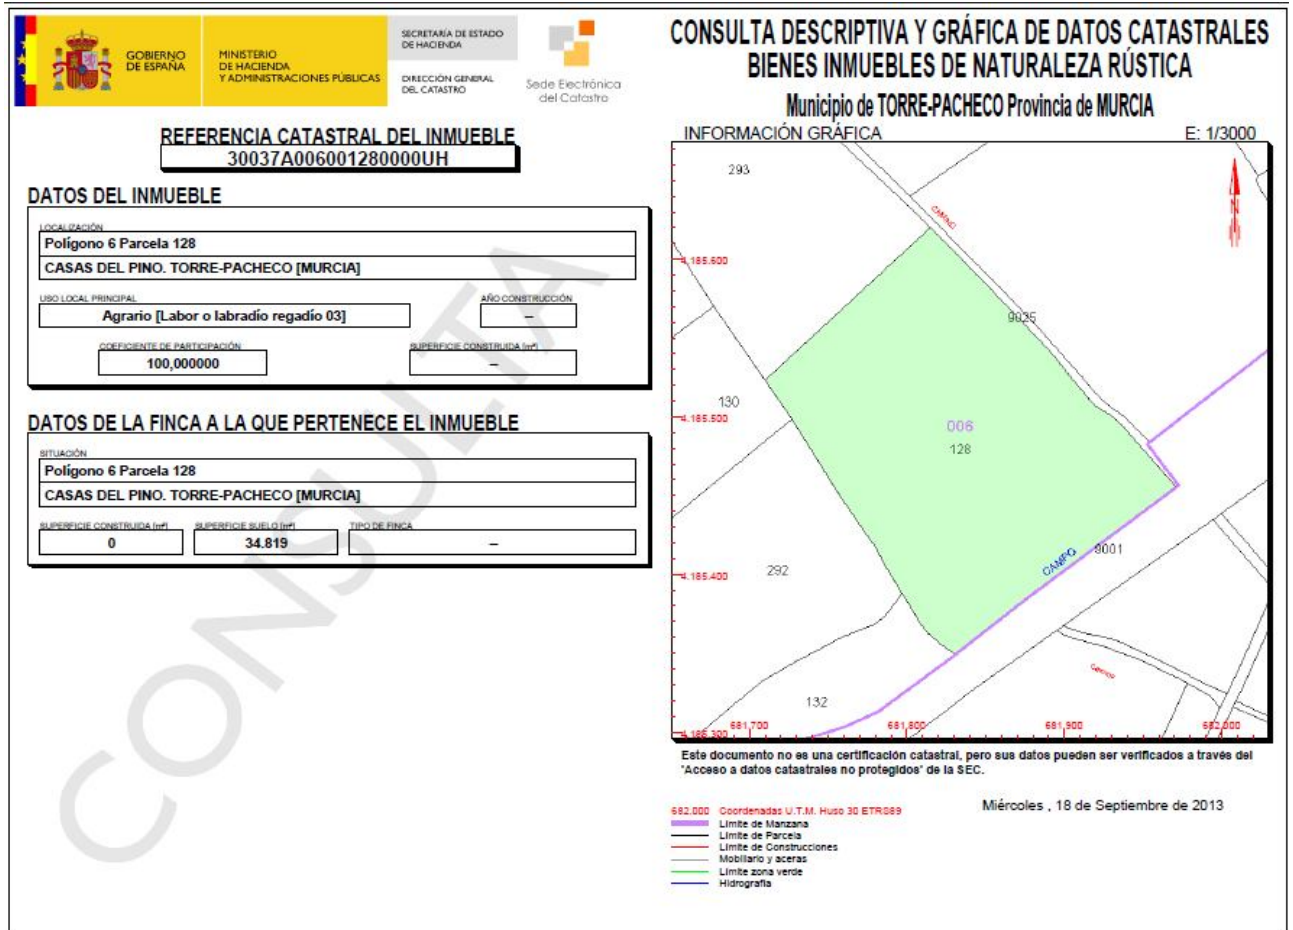 GOBIERNO
DE ESPAÑA
MINISTERIO
DE HACIENDA
Y ADMINISTRACIONES PÚBLICAS
SECRETARÍA DE ESTADO
DE HACIENDA
DIRECCIÓN GENERAL
DEL CATASTRO
Sede Electrónica
del Catastro
REFERENCIA CATASTRAL DEL INMUEBLE
30037A006001280000UH
DATOS DEL INMUEBLE
LOCALIZACIÓN
Polígono 6 Parcela 128
CASAS DEL PINO. TORRE-PACHECO [MURCIA]
USO LOCAL PRINCIPAL
Agrario [Labor o labradío regadío 03]
AÑO CONSTRUCCIÓN
--
COEFICIENTE DE PARTICIPACIÓN
100,000000
SUPERFICIE CONSTRUIDA [m²]
--
DATOS DE LA FINCA A LA QUE PERTENECE EL INMUEBLE
SITUACIÓN
Polígono 6 Parcela 128
CASAS DEL PINO. TORRE-PACHECO [MURCIA]
SUPERFICIE CONSTRUIDA [m²]
0
SUPERFICIE SUELO [m²]
34.819
TIPO DE FINCA
--
CONSULTA
CONSULTA DESCRIPTIVA Y GRÁFICA DE DATOS CATASTRALES
BIENES INMUEBLES DE NATURALEZA RÚSTICA
Municipio de TORRE-PACHECO Provincia de MURCIA
INFORMACIÓN GRÁFICA
E: 1/3000
293
CAMINO
N
4,185,600
9025
130
4,185,500
006
128
9001
CAMPO
4,185,400
292
Camino
132
4,185,300
681,700
681,800
681,900
682,000
Este documento no es una certificación catastral, pero sus datos pueden ser verificados a través del
"Acceso a datos catastrales no protegidos" de la SEC.
Miércoles , 18 de Septiembre de 2013
682,000 Coordenadas U.T.M. Huso 30 ETRS89
Límite de Manzana
Límite de Parcela
Límite de Construcciones
Mobiliario y aceras
Límite zona verde
Hidrografía